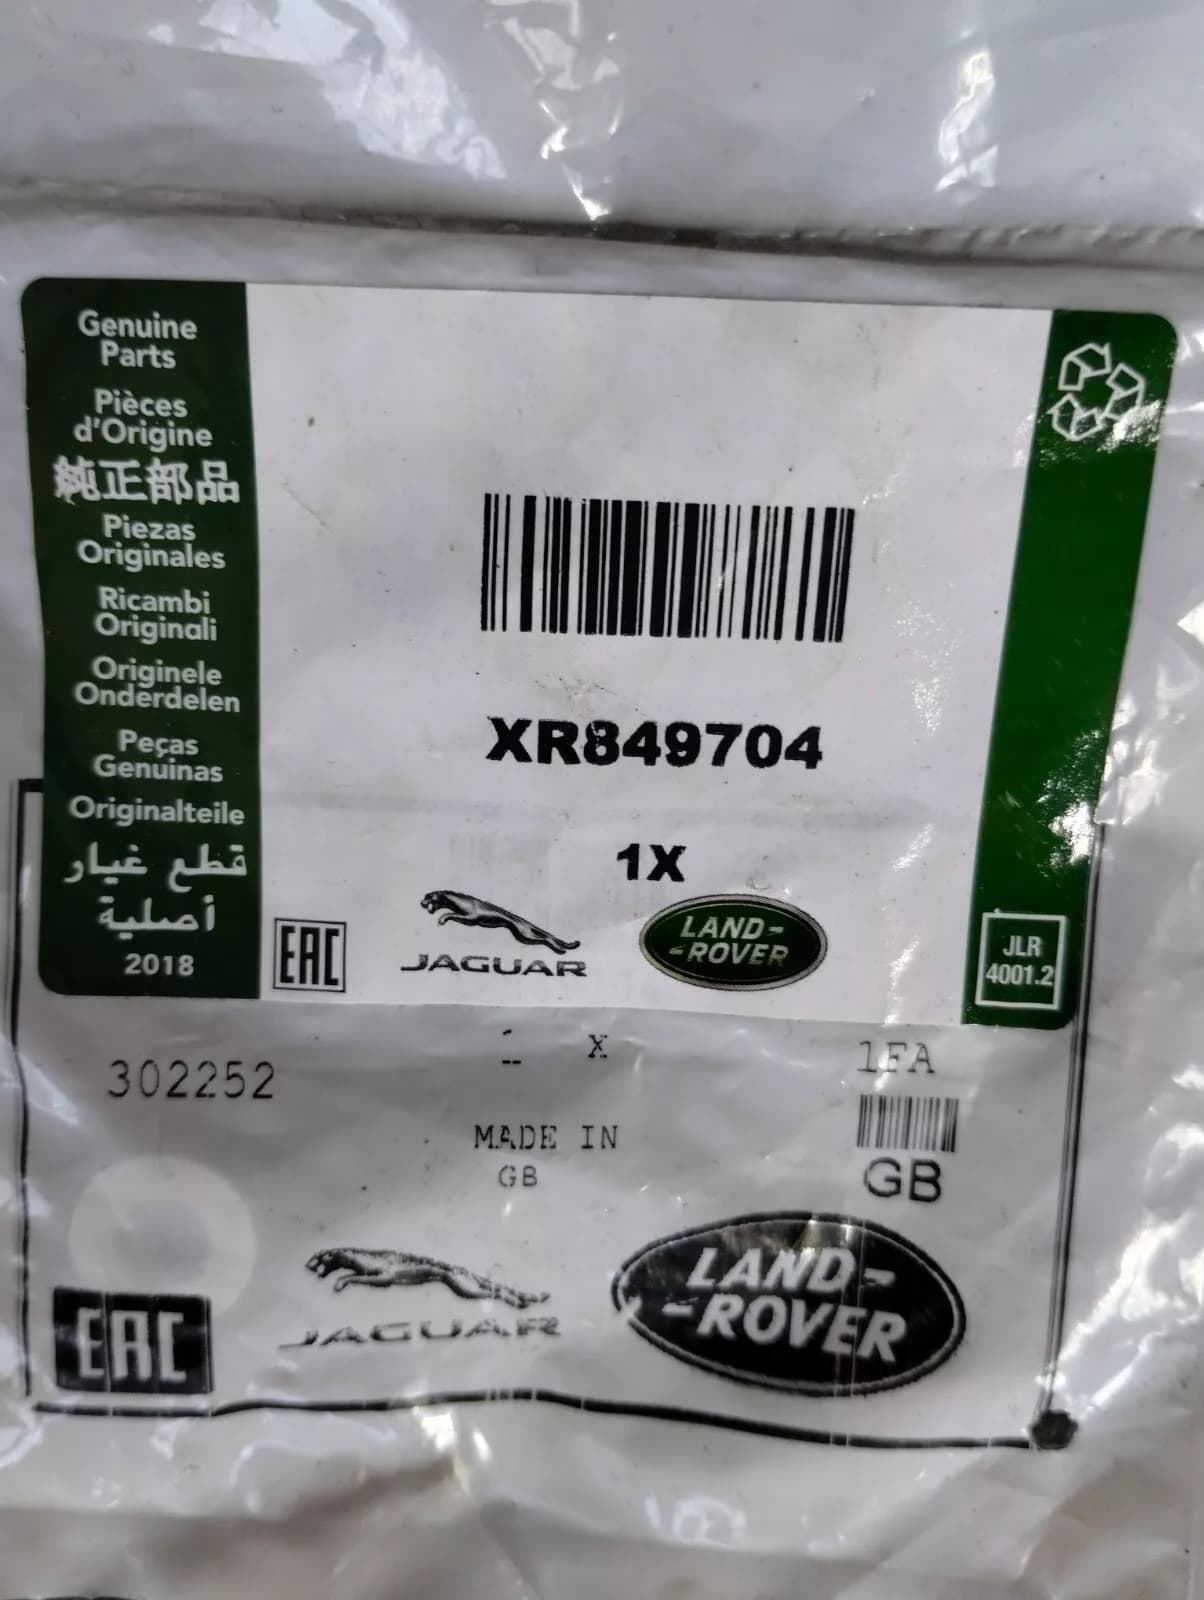 Genuine
Parts
Pièces
d'Origine
純正部品
Piezas
Originales
Ricambi
Originali
Originele
Onderdelen
Peças
Genuinas
Originalteile
قطع غيار
أصلية
2018
XR849704
1X
EAC
JAGUAR
LAND-
-ROVER
JLR
4001.2
X
1FA
302252
MADE IN
GB
GB
EAC
JAGUAR
LAND-
-ROVER